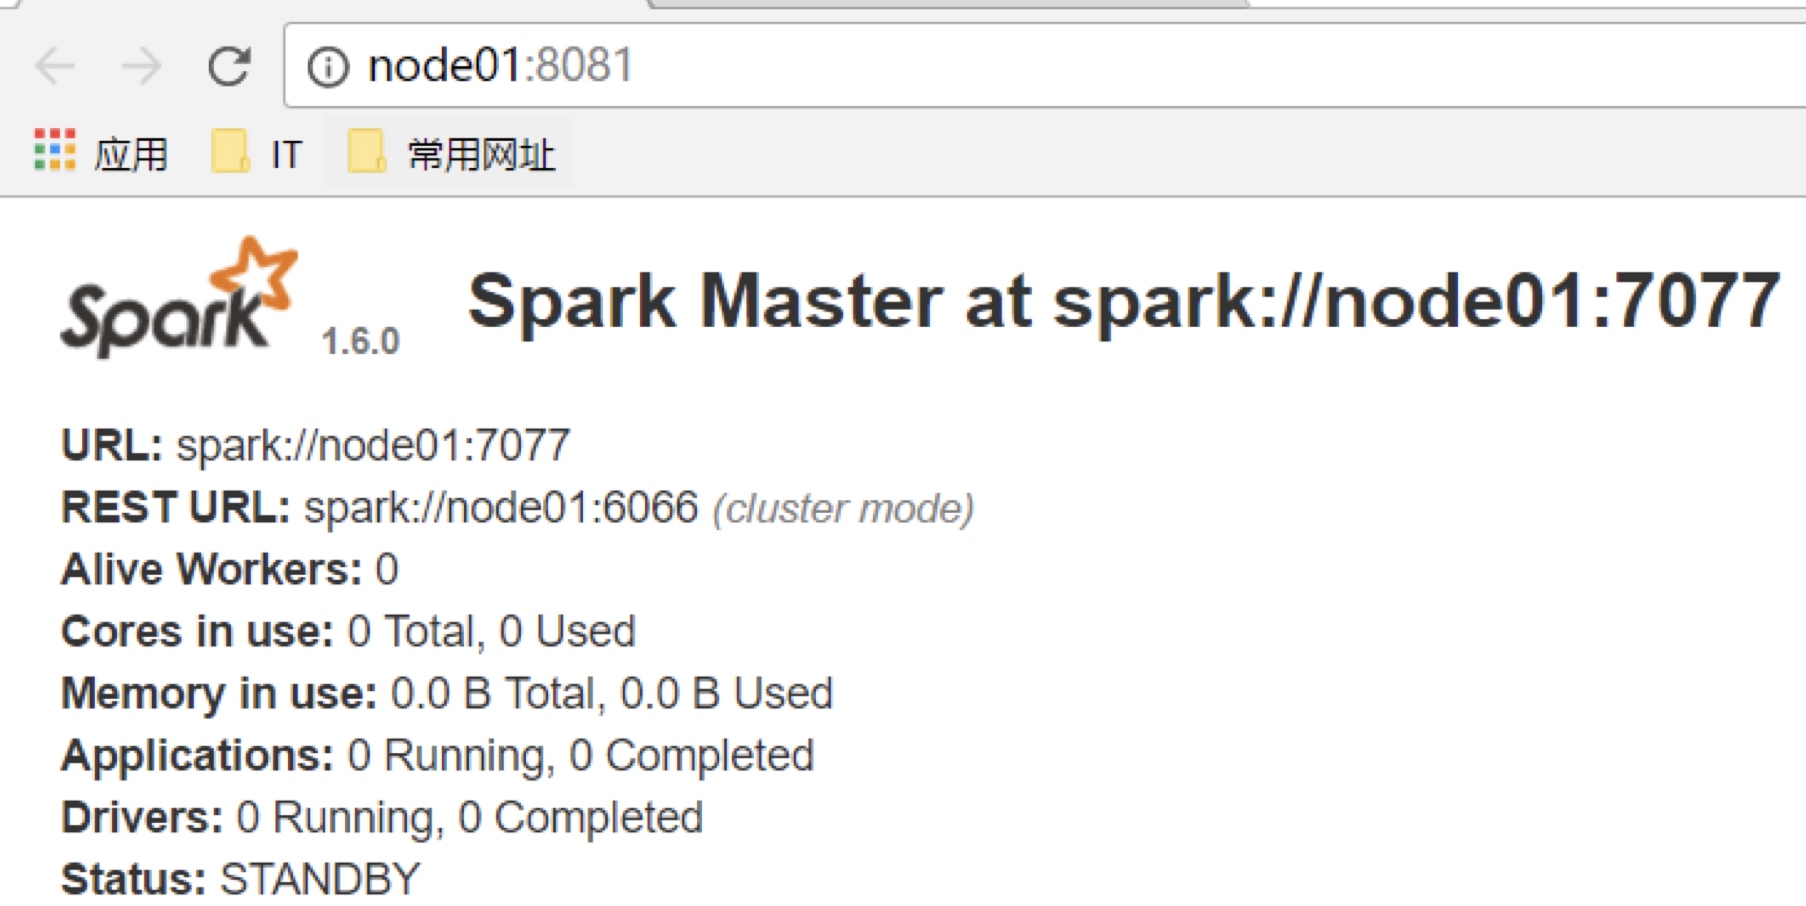 node01:8081
应用 IT 常用网址
Spark 1.6.0 Spark Master at spark://node01:7077
URL: spark://node01:7077
REST URL: spark://node01:6066 (cluster mode)
Alive Workers: 0
Cores in use: 0 Total, 0 Used
Memory in use: 0.0 B Total, 0.0 B Used
Applications: 0 Running, 0 Completed
Drivers: 0 Running, 0 Completed
Status: STANDBY